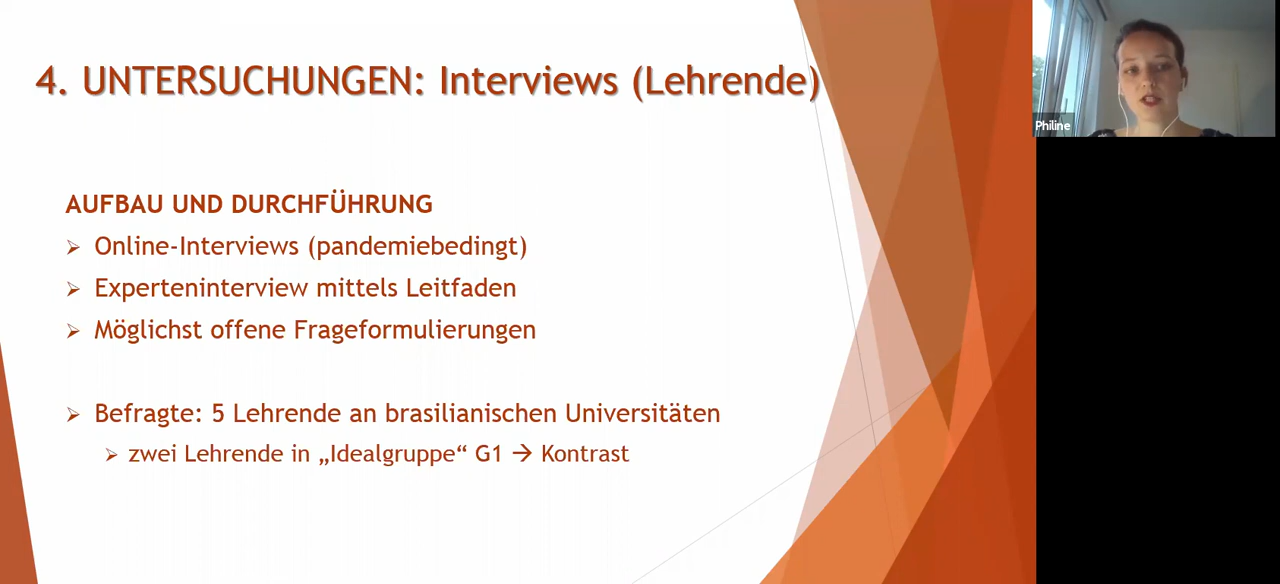 4. UNTERSUCHUNGEN: Interviews (Lehrende)
Philine
AUFBAU UND DURCHFÜHRUNG
Online-Interviews (pandemiebedingt)
Experteninterview mittels Leitfaden
Möglichst offene Frageformulierungen
Befragte: 5 Lehrende an brasilianischen Universitäten
zwei Lehrende in „Idealgruppe“ G1 → Kontrast